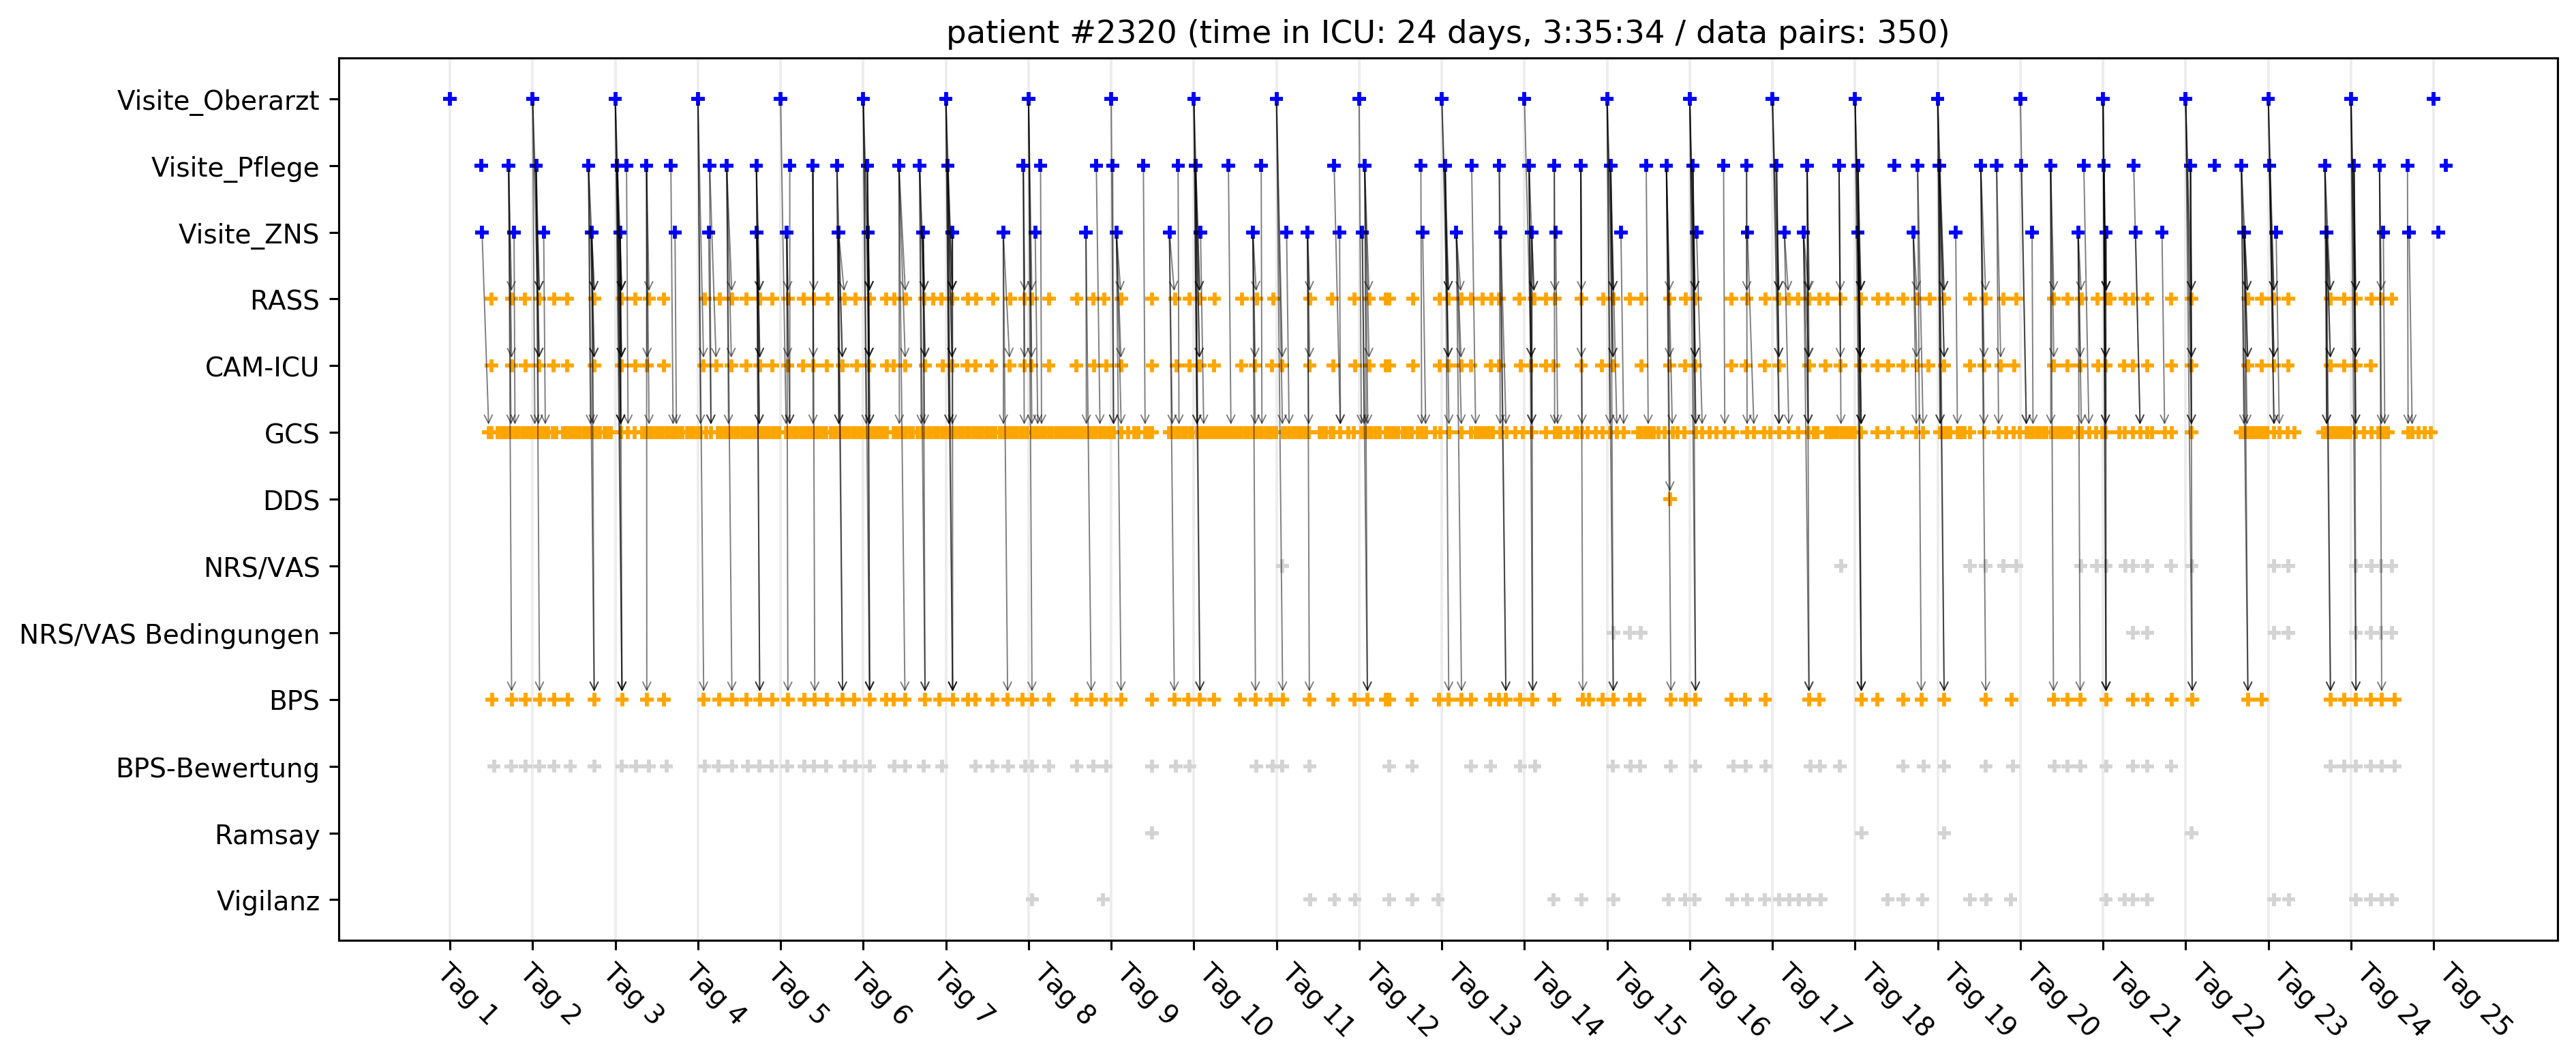 patient #2320 (time in ICU: 24 days, 3:35:34 / data pairs: 350)
Visite_Oberarzt
Visite_Pflege
Visite_ZNS
RASS
CAM-ICU
GCS
DDS
NRS/VAS
NRS/VAS Bedingungen
BPS
BPS-Bewertung
Ramsay
Vigilanz
Tag 1
Tag 2
Tag 3
Tag 4
Tag 5
Tag 6
Tag 7
Tag 8
Tag 9
Tag 10
Tag 11
Tag 12
Tag 13
Tag 14
Tag 15
Tag 16
Tag 17
Tag 18
Tag 19
Tag 20
Tag 21
Tag 22
Tag 23
Tag 24
Tag 25